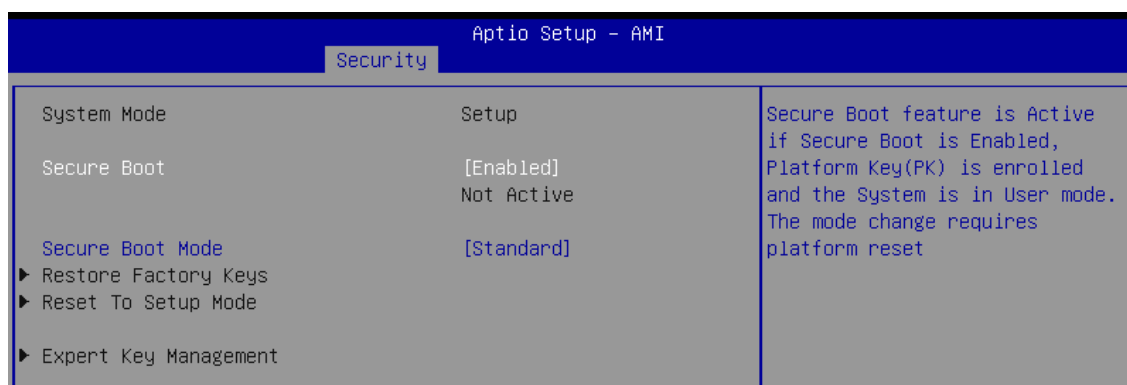 Aptio Setup – AMI
Security
System Mode Setup
Secure Boot [Enabled]
Not Active
Secure Boot Mode [Standard]
▶ Restore Factory Keys
▶ Reset To Setup Mode
▶ Expert Key Management
Secure Boot feature is Active
if Secure Boot is Enabled,
Platform Key(PK) is enrolled
and the System is in User mode.
The mode change requires
platform reset